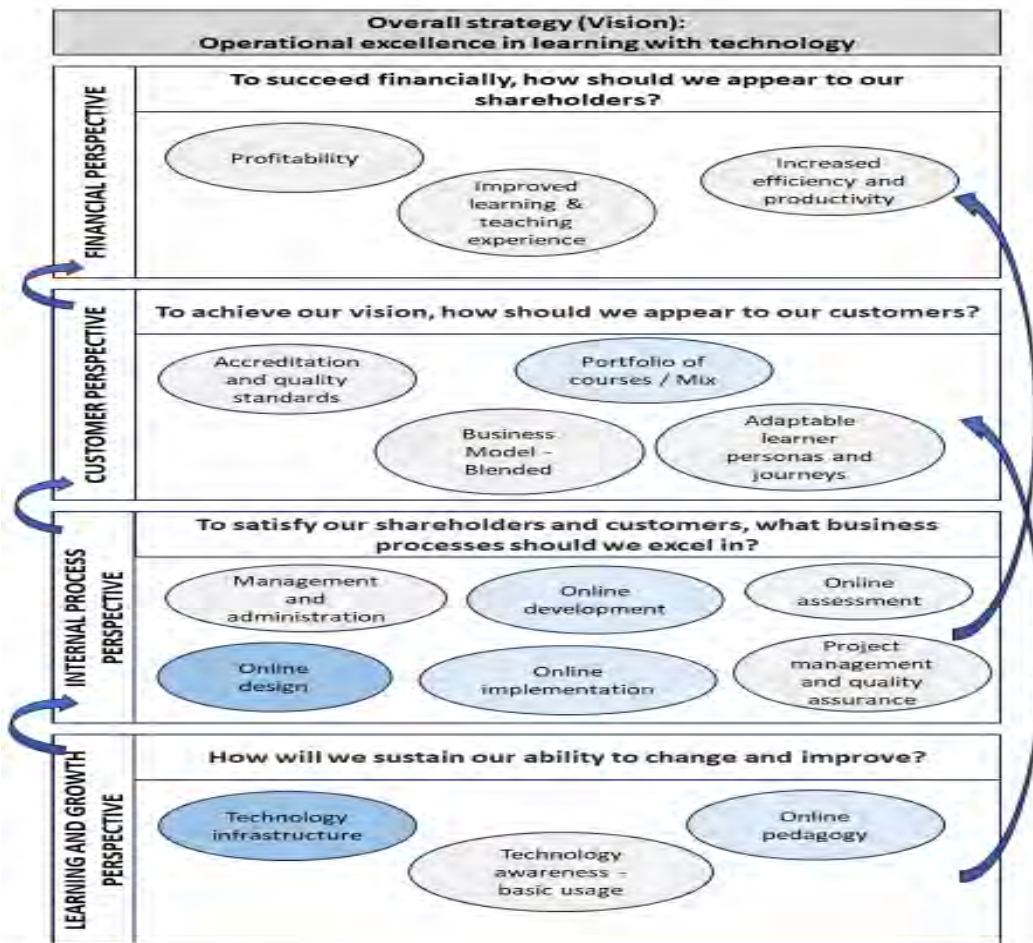 Overall strategy (Vision):
Operational excellence in learning with technology
FINANCIAL PERSPECTIVE
To succeed financially, how should we appear to our
shareholders?
Profitability
Improved
learning &
teaching
experience
Increased
efficiency and
productivity
CUSTOMER PERSPECTIVE
To achieve our vision, how should we appear to our customers?
Accreditation
and quality
standards
Portfolio of
courses / Mix
Business
Model -
Blended
Adaptable
learner
personas and
journeys
INTERNAL PROCESS
PERSPECTIVE
To satisfy our shareholders and customers, what business
processes should we excel in?
Management
and
administration
Online
development
Online
assessment
Online
design
Online
implementation
Project
management
and quality
assurance
LEARNING AND GROWTH
PERSPECTIVE
How will we sustain our ability to change and improve?
Technology
infrastructure
Technology
awareness -
basic usage
Online
pedagogy